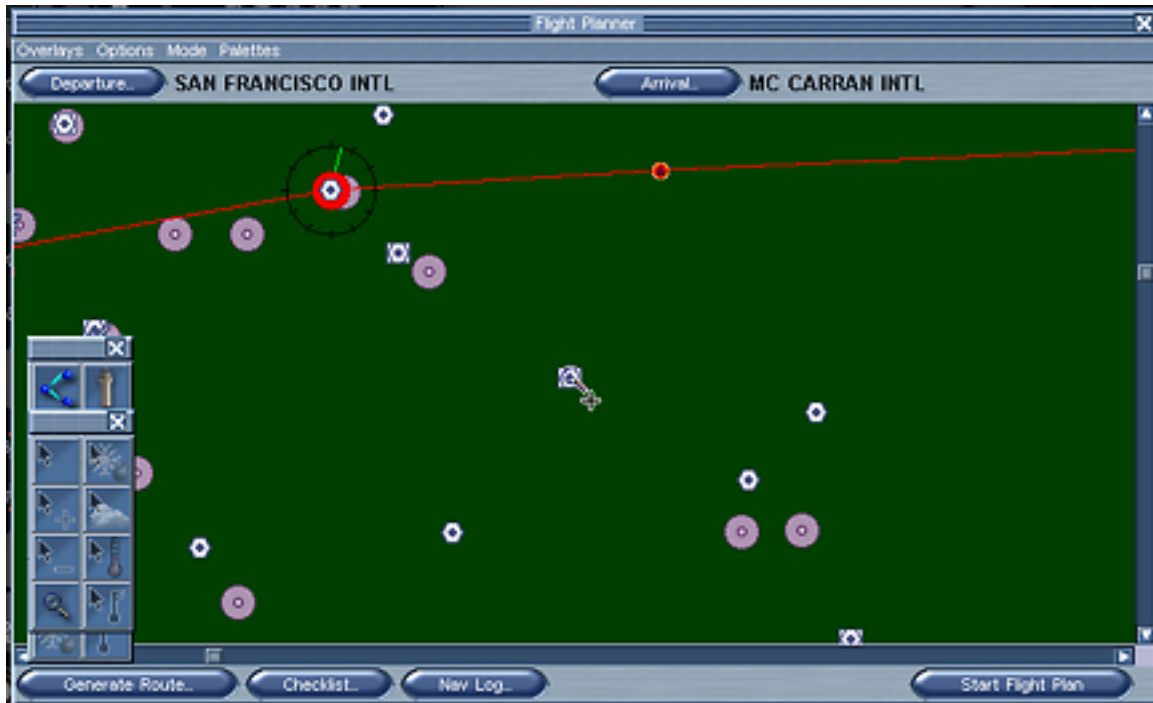 Flight Planner
Overlays Options Mode Palettes
Departure... SAN FRANCISCO INTL Arrival... MC CARRAN INTL
Generate Route... Checklist... Nav Log... Start Flight Plan